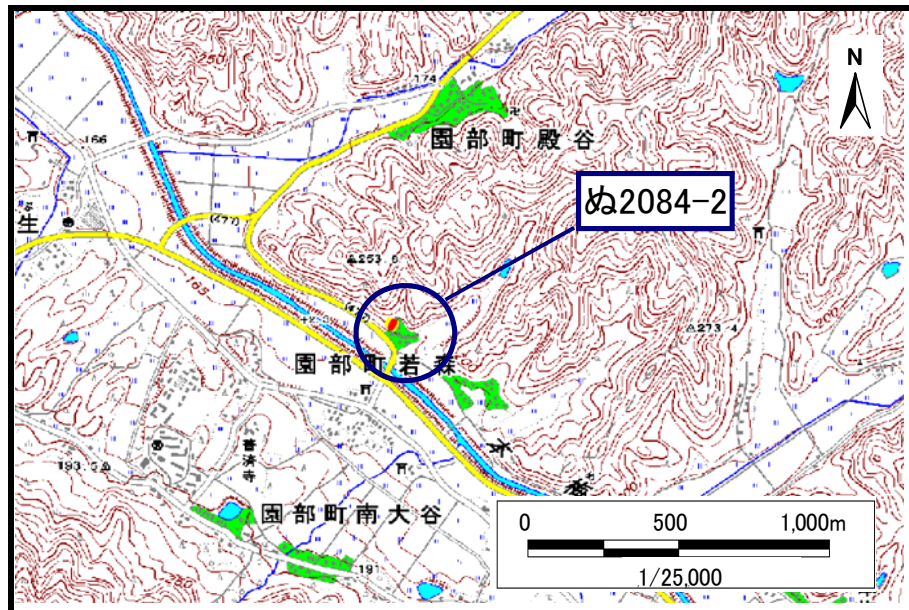 250
174
N
園部町殿谷
166
ぬ2084-2
生
(477)
253.6
165
273.4
園部町若森
普済寺
193.5
園部町南大谷
191
0 500 1,000m
1/25,000